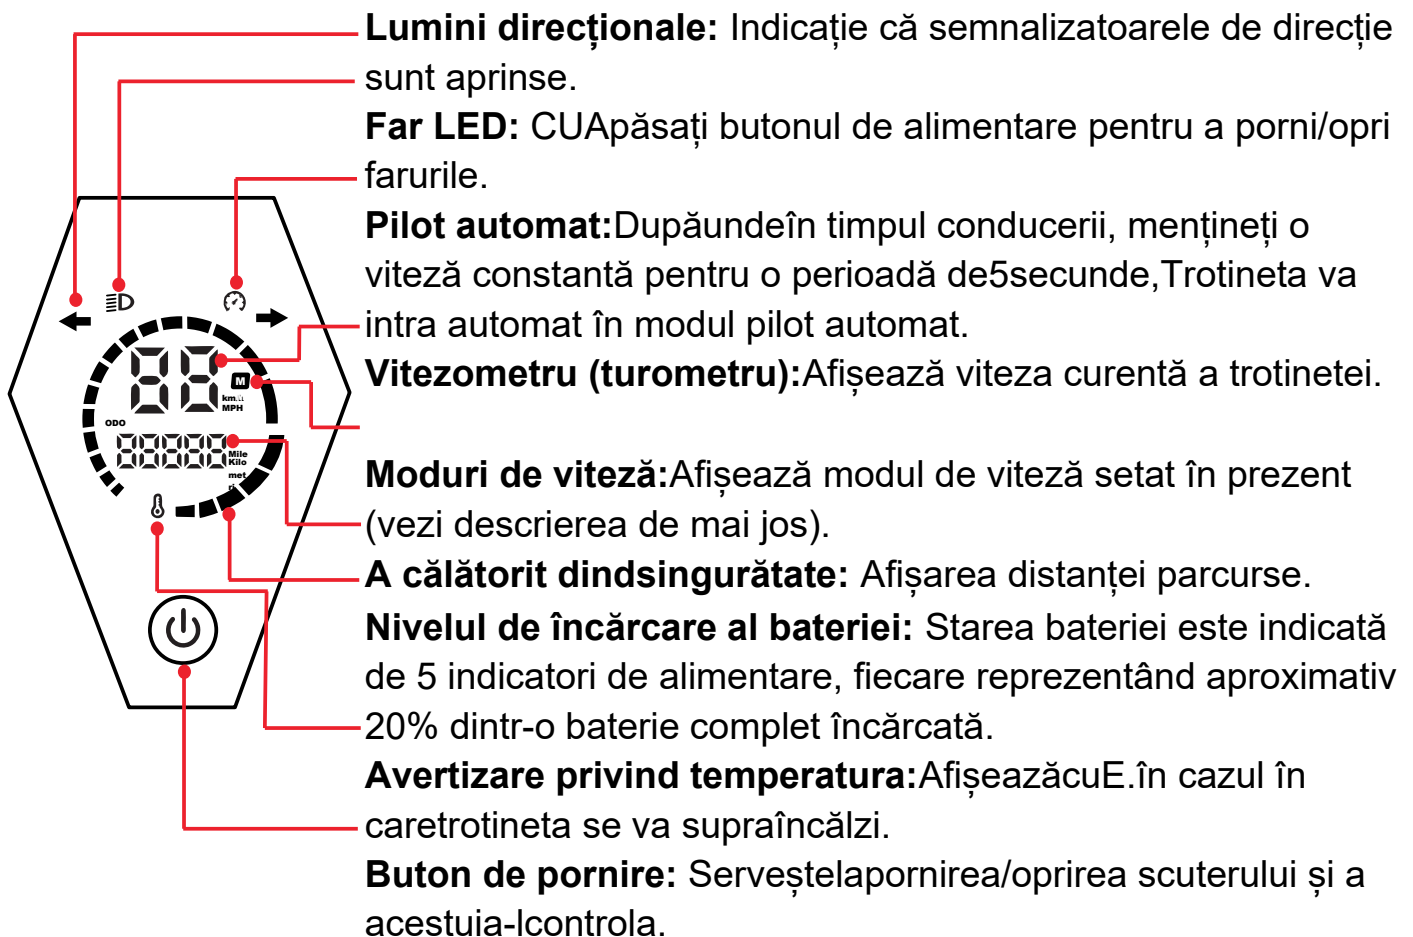 Lumini direcționale: Indicație că semnalizatoarele de direcție
sunt aprinse.
Far LED: CUApăsați butonul de alimentare pentru a porni/opri
farurile.
Pilot automat:Dupăundeîn timpul conducerii, mențineți o
viteză constantă pentru o perioadă de5secunde,Trotineta va
intra automat în modul pilot automat.
Vitezometru (turometru):Afișează viteza curentă a trotinetei.
Moduri de viteză:Afișează modul de viteză setat în prezent
(vezi descrierea de mai jos).
A călătorit dindsingurătate: Afișarea distanței parcurse.
Nivelul de încărcare al bateriei: Starea bateriei este indicată
de 5 indicatori de alimentare, fiecare reprezentând aproximativ
20% dintr-o baterie complet încărcată.
Avertizare privind temperatura:AfișeazăcuE.în cazul în
caretrotineta se va supraîncălzi.
Buton de pornire: Serveștelapornirea/oprirea scuterului și a
acestuia-lcontrola.
88
M
km/h
MPH
ODO
88888
Mile
Kilo
met
ri